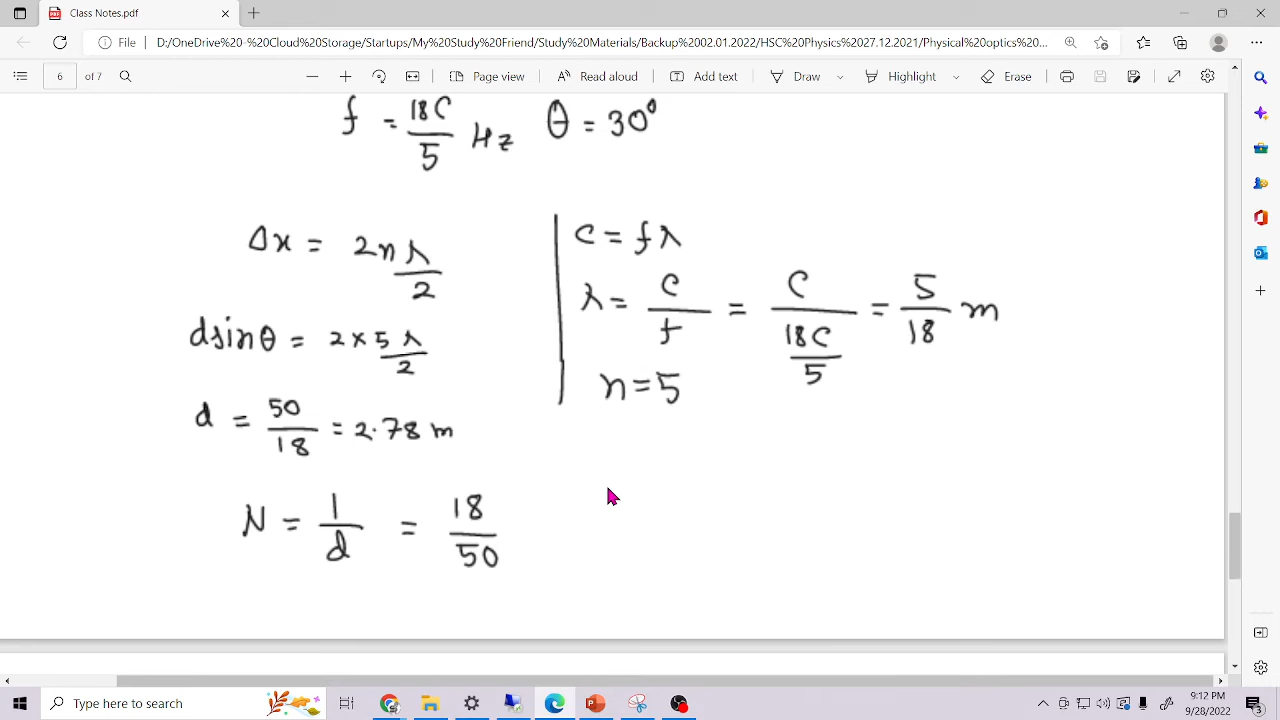 Class Notes.pdf
File D:/OneDrive%20-%20Cloud%20Storage/Startups/My%20Study%20Friend/Study%20Materials/Backup%2002.01.2022/HSC%20Physics%2027.12.2021/Physical%20optics%20...
6 of 7 Page view Read aloud Add text Draw Highlight Erase
f = 18C/5 Hz θ = 30°
Δx = 2nλ/2
dsinθ = 2 × 5 λ/2
d = 50/18 = 2.78 m
N = 1/d = 18/50
C = fλ
λ = C/f = C/(18C/5) = 5/18 m
n = 5
Type here to search
9:12 PM
9/28/2022
3